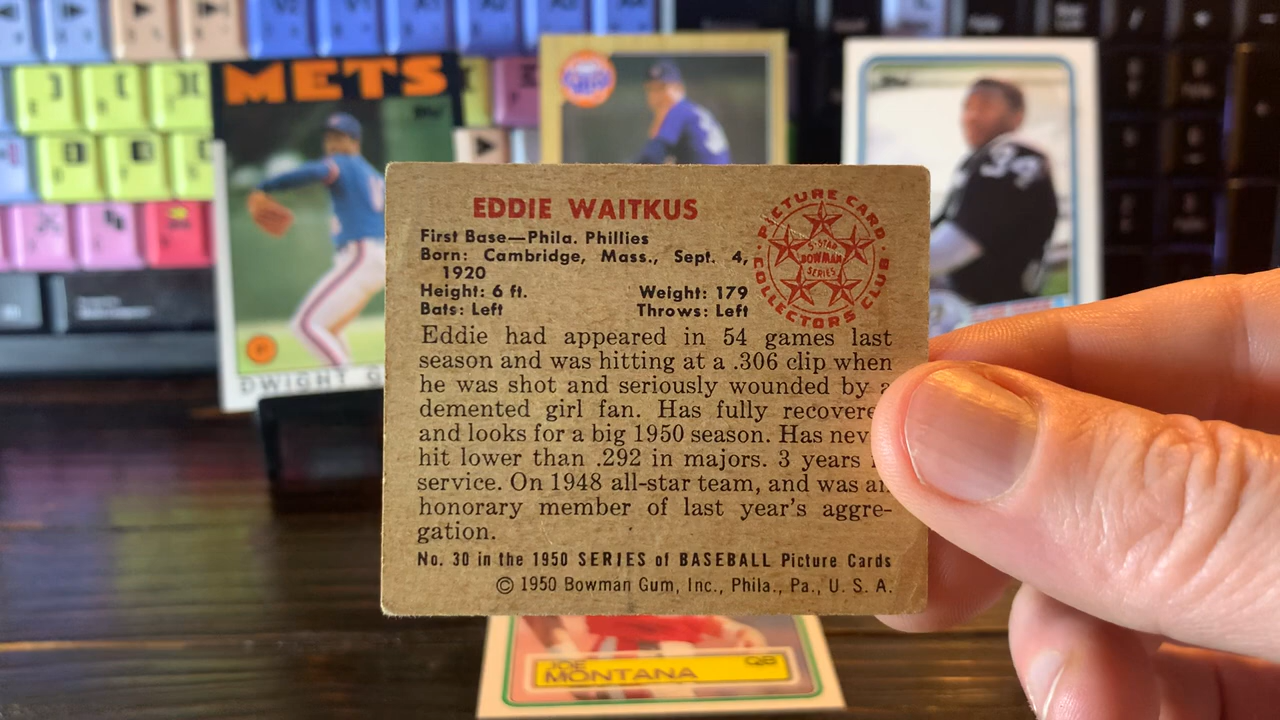 METS
Topps
34
DWIGHT G
EDDIE WAITKUS
First Base—Phila. Phillies
Born: Cambridge, Mass., Sept. 4,
1920
Height: 6 ft. Weight: 179
Bats: Left Throws: Left
PICTURE CARD
5-STAR
BOWMAN
SERIES
COLLECTORS CLUB
Eddie had appeared in 54 games last
season and was hitting at a .306 clip when
he was shot and seriously wounded by a
demented girl fan. Has fully recovere
and looks for a big 1950 season. Has nev
hit lower than .292 in majors. 3 years
service. On 1948 all-star team, and was an
honorary member of last year's aggre-
gation.
No. 30 in the 1950 SERIES of BASEBALL Picture Cards
© 1950 Bowman Gum, Inc., Phila., Pa., U. S. A.
JOE QB
MONTANA